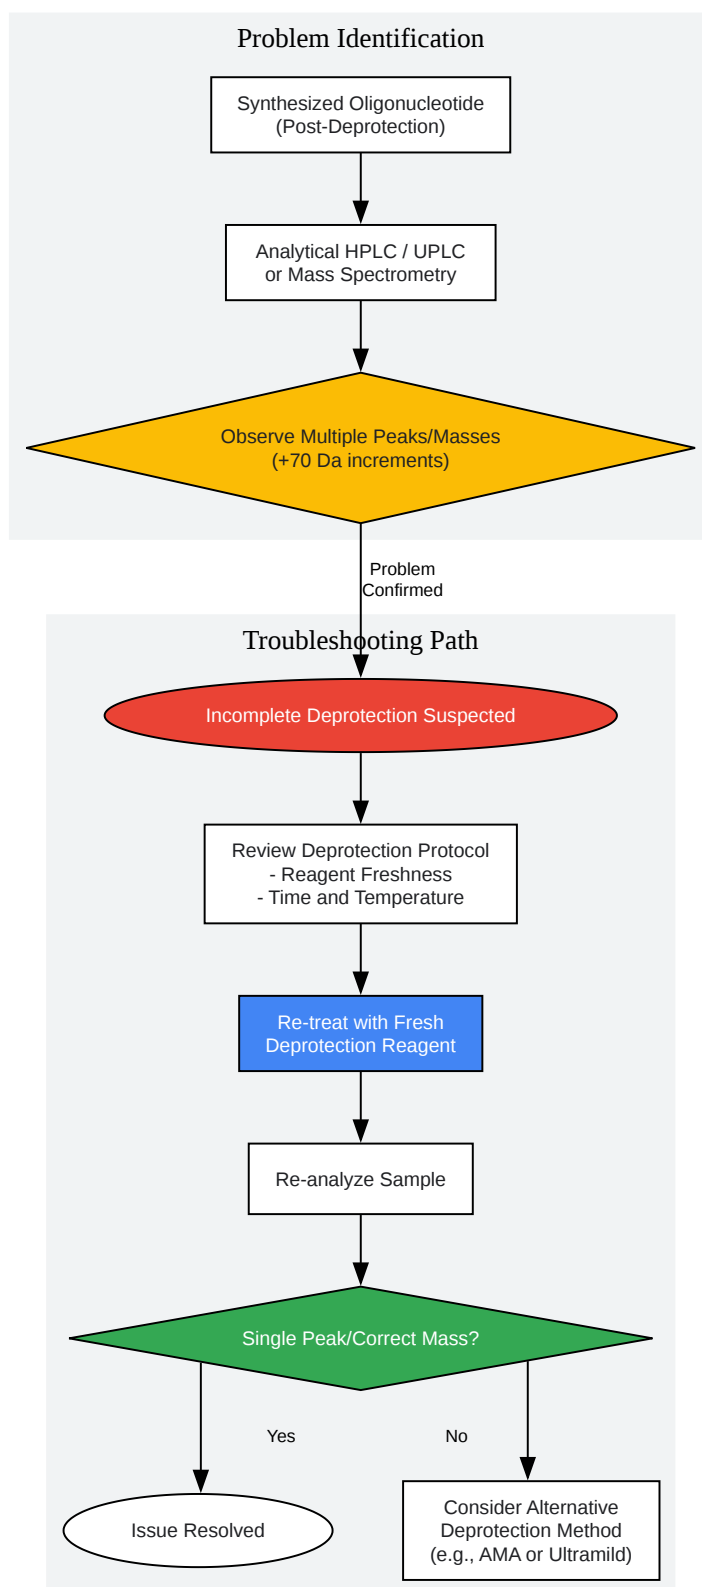 Problem Identification
Synthesized Oligonucleotide
(Post-Deprotection)
Analytical HPLC / UPLC
or Mass Spectrometry
Observe Multiple Peaks/Masses
(+70 Da increments)
Problem
Confirmed
Troubleshooting Path
Incomplete Deprotection Suspected
Review Deprotection Protocol
- Reagent Freshness
- Time and Temperature
Re-treat with Fresh
Deprotection Reagent
Re-analyze Sample
Single Peak/Correct Mass?
Yes
No
Issue Resolved
Consider Alternative
Deprotection Method
(e.g., AMA or Ultramild)